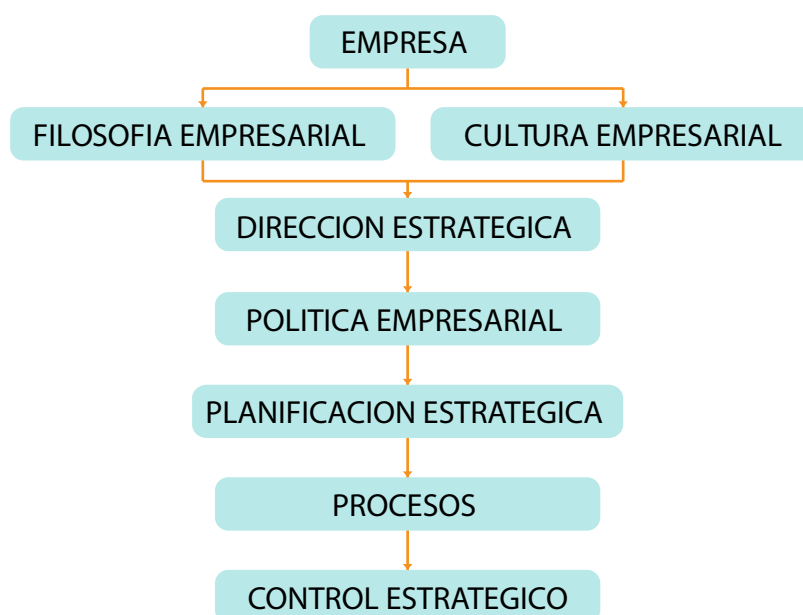 EMPRESA
FILOSOFIA EMPRESARIAL
CULTURA EMPRESARIAL
DIRECCION ESTRATEGICA
POLITICA EMPRESARIAL
PLANIFICACION ESTRATEGICA
PROCESOS
CONTROL ESTRATEGICO